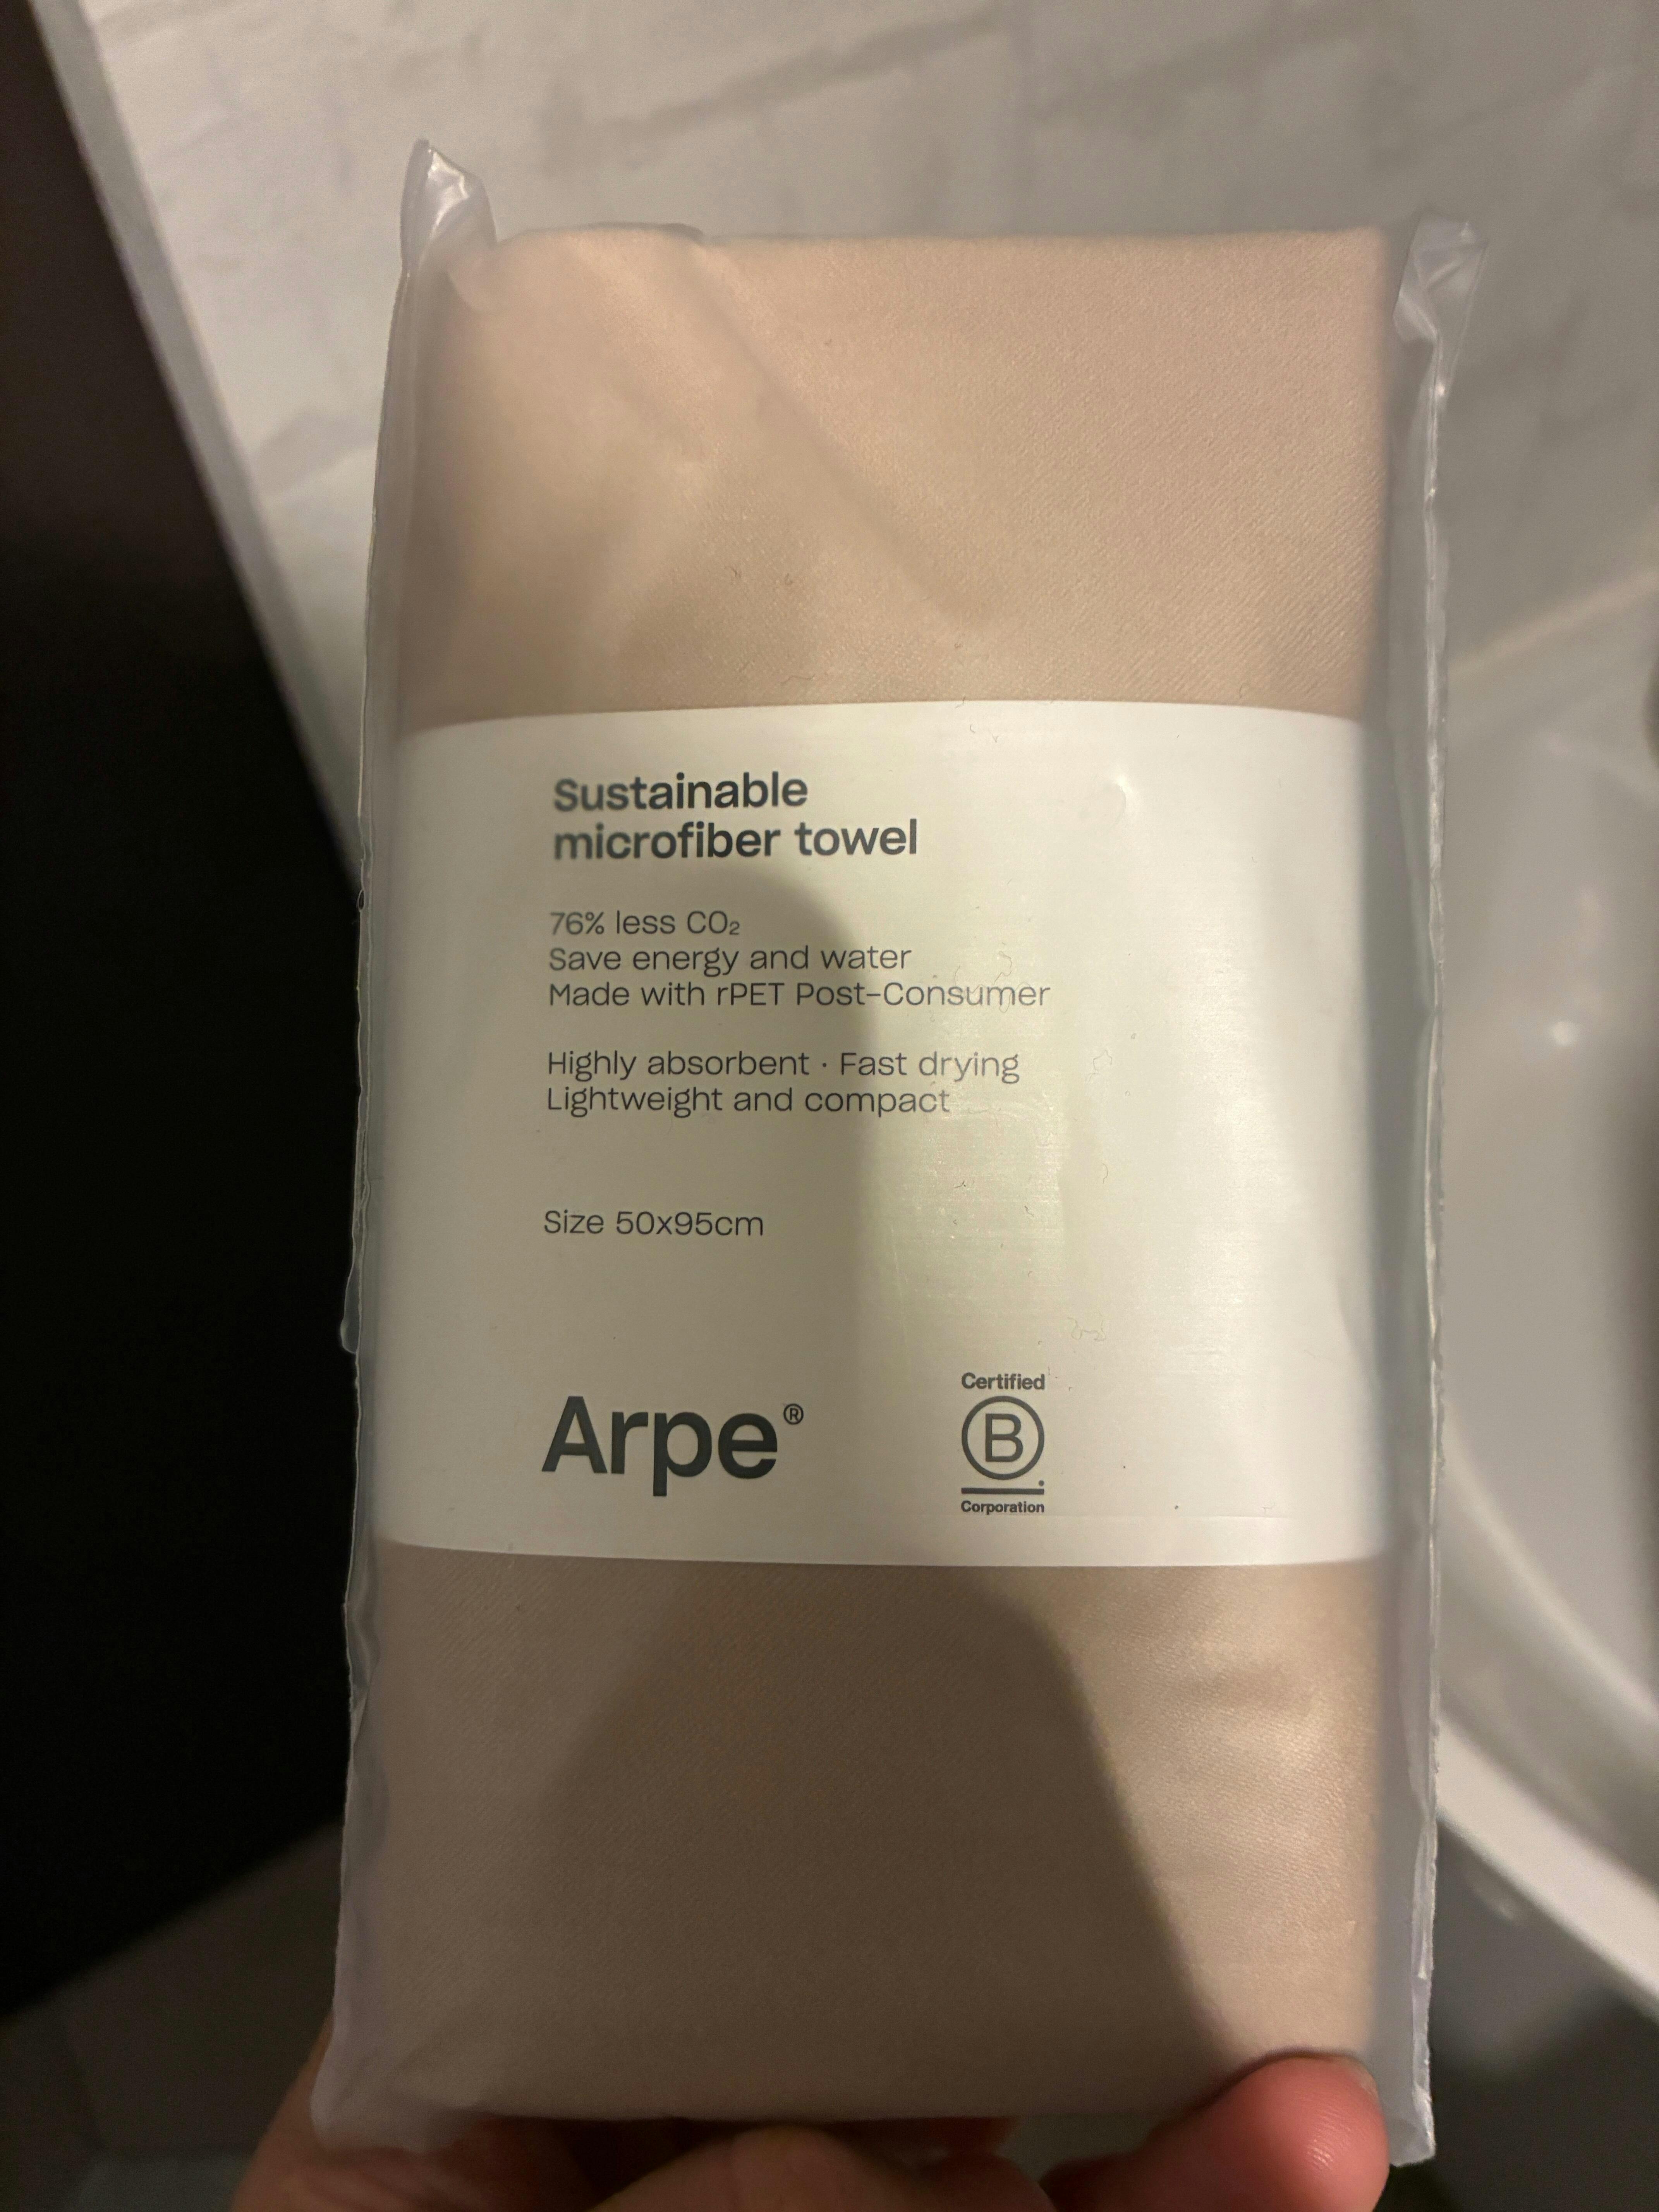 Sustainable
microfiber towel
76% less CO₂
Save energy and water
Made with rPET Post-Consumer
Highly absorbent · Fast drying
Lightweight and compact
Size 50x95cm
Arpe®
Certified
B
Corporation